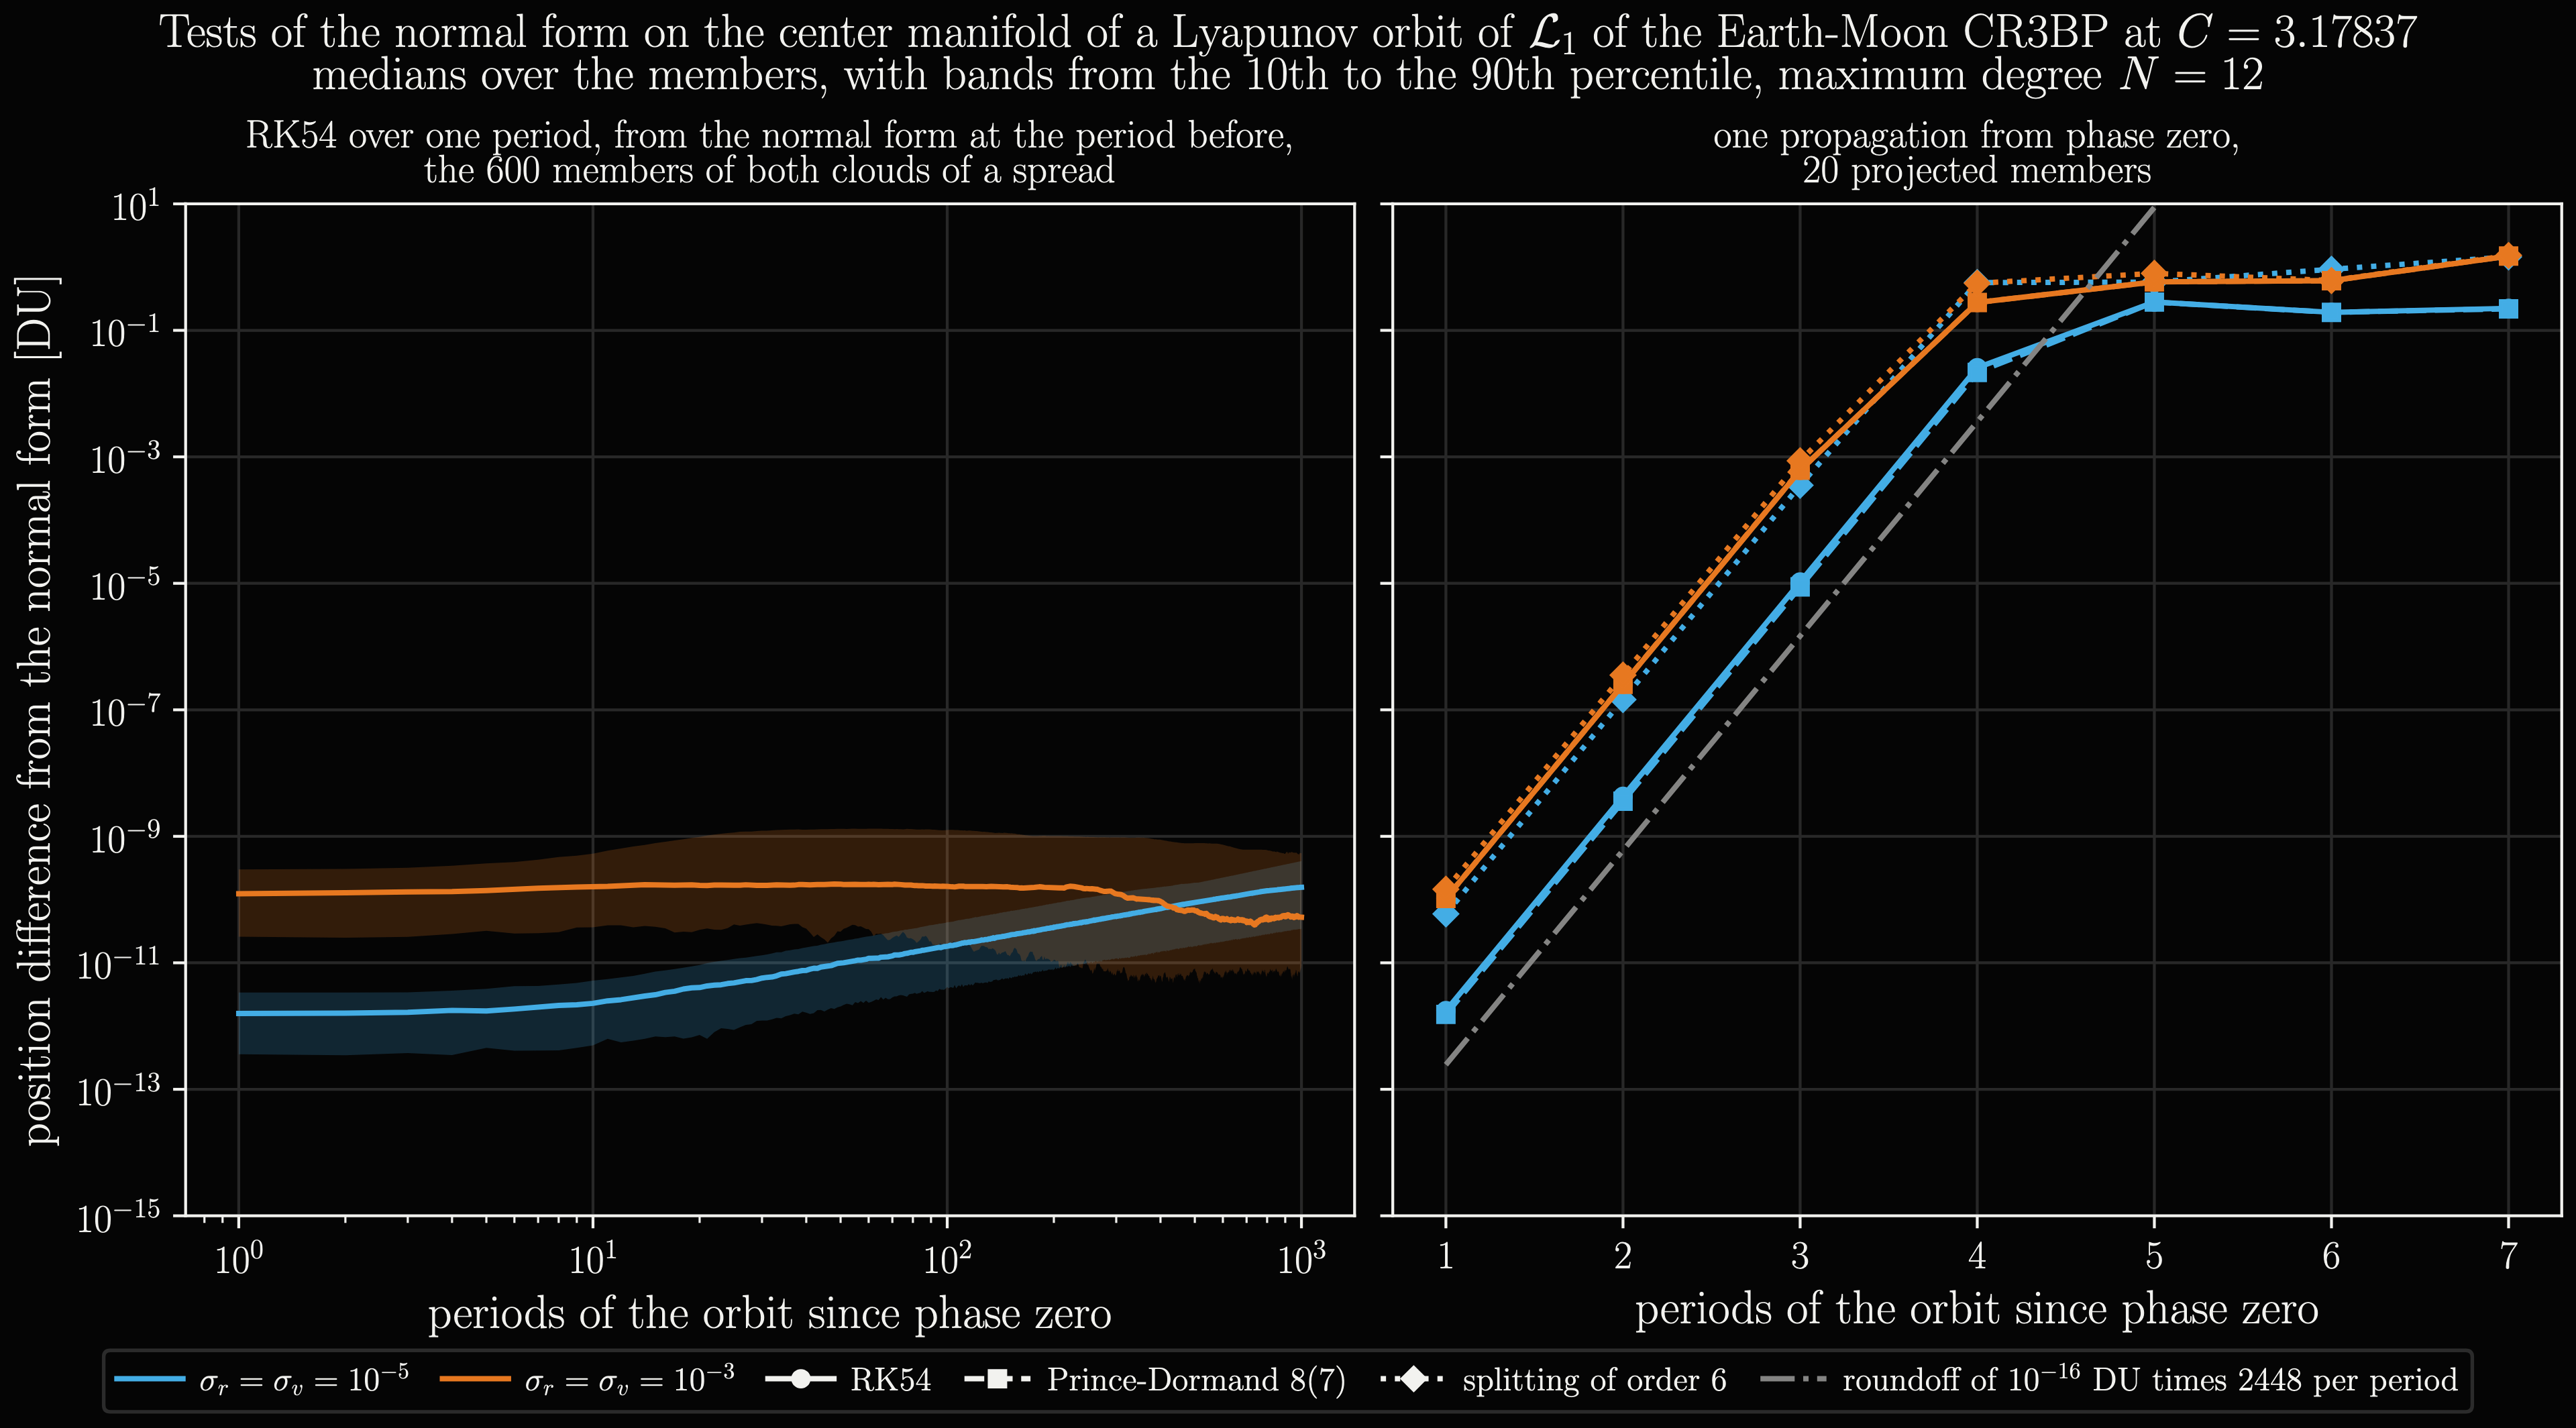 Tests of the normal form on the center manifold of a Lyapunov orbit of 𝓛₁ of the Earth-Moon CR3BP at C = 3.17837
medians over the members, with bands from the 10th to the 90th percentile, maximum degree N = 12
RK54 over one period, from the normal form at the period before,
the 600 members of both clouds of a spread
one propagation from phase zero,
20 projected members
position difference from the normal form [DU]
10¹
10⁻¹
10⁻³
10⁻⁵
10⁻⁷
10⁻⁹
10⁻¹¹
10⁻¹³
10⁻¹⁵
10⁰ 10¹ 10² 10³
1 2 3 4 5 6 7
periods of the orbit since phase zero
periods of the orbit since phase zero
σᵣ = σᵥ = 10⁻⁵ σᵣ = σᵥ = 10⁻³ RK54 Prince-Dormand 8(7) splitting of order 6 roundoff of 10⁻¹⁶ DU times 2448 per period